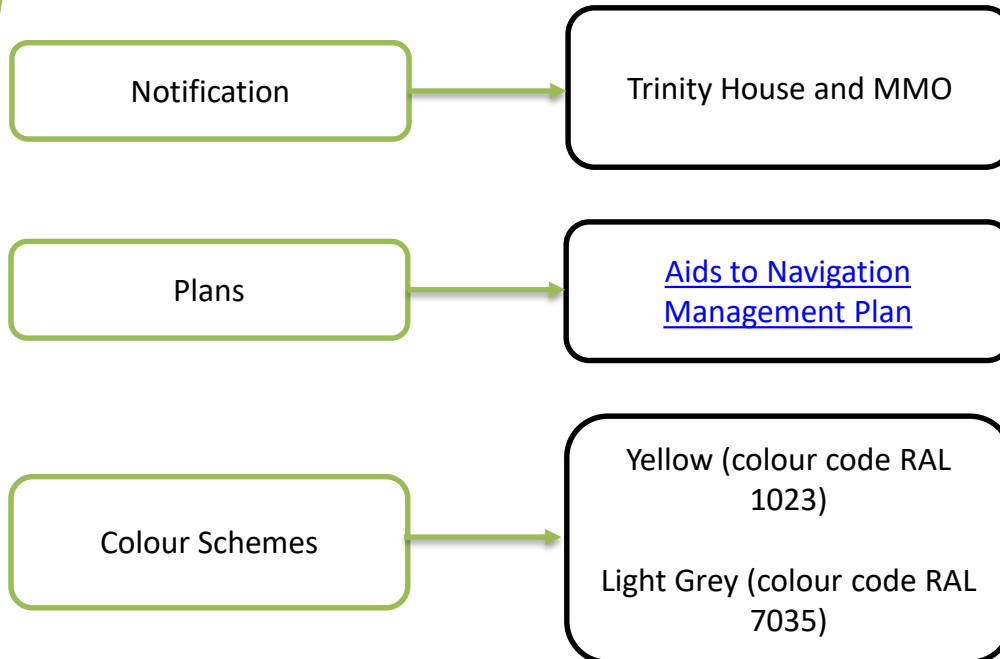 Notification
Trinity House and MMO
Plans
Aids to Navigation
Management Plan
Colour Schemes
Yellow (colour code RAL
1023)
Light Grey (colour code RAL
7035)